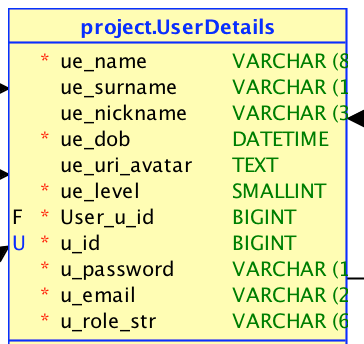 project.UserDetails
* ue_name VARCHAR (8
ue_surname VARCHAR (1
ue_nickname VARCHAR (3
* ue_dob DATETIME
ue_uri_avatar TEXT
* ue_level SMALLINT
F * User_u_id BIGINT
U * u_id BIGINT
* u_password VARCHAR (1
* u_email VARCHAR (2
* u_role_str VARCHAR (6